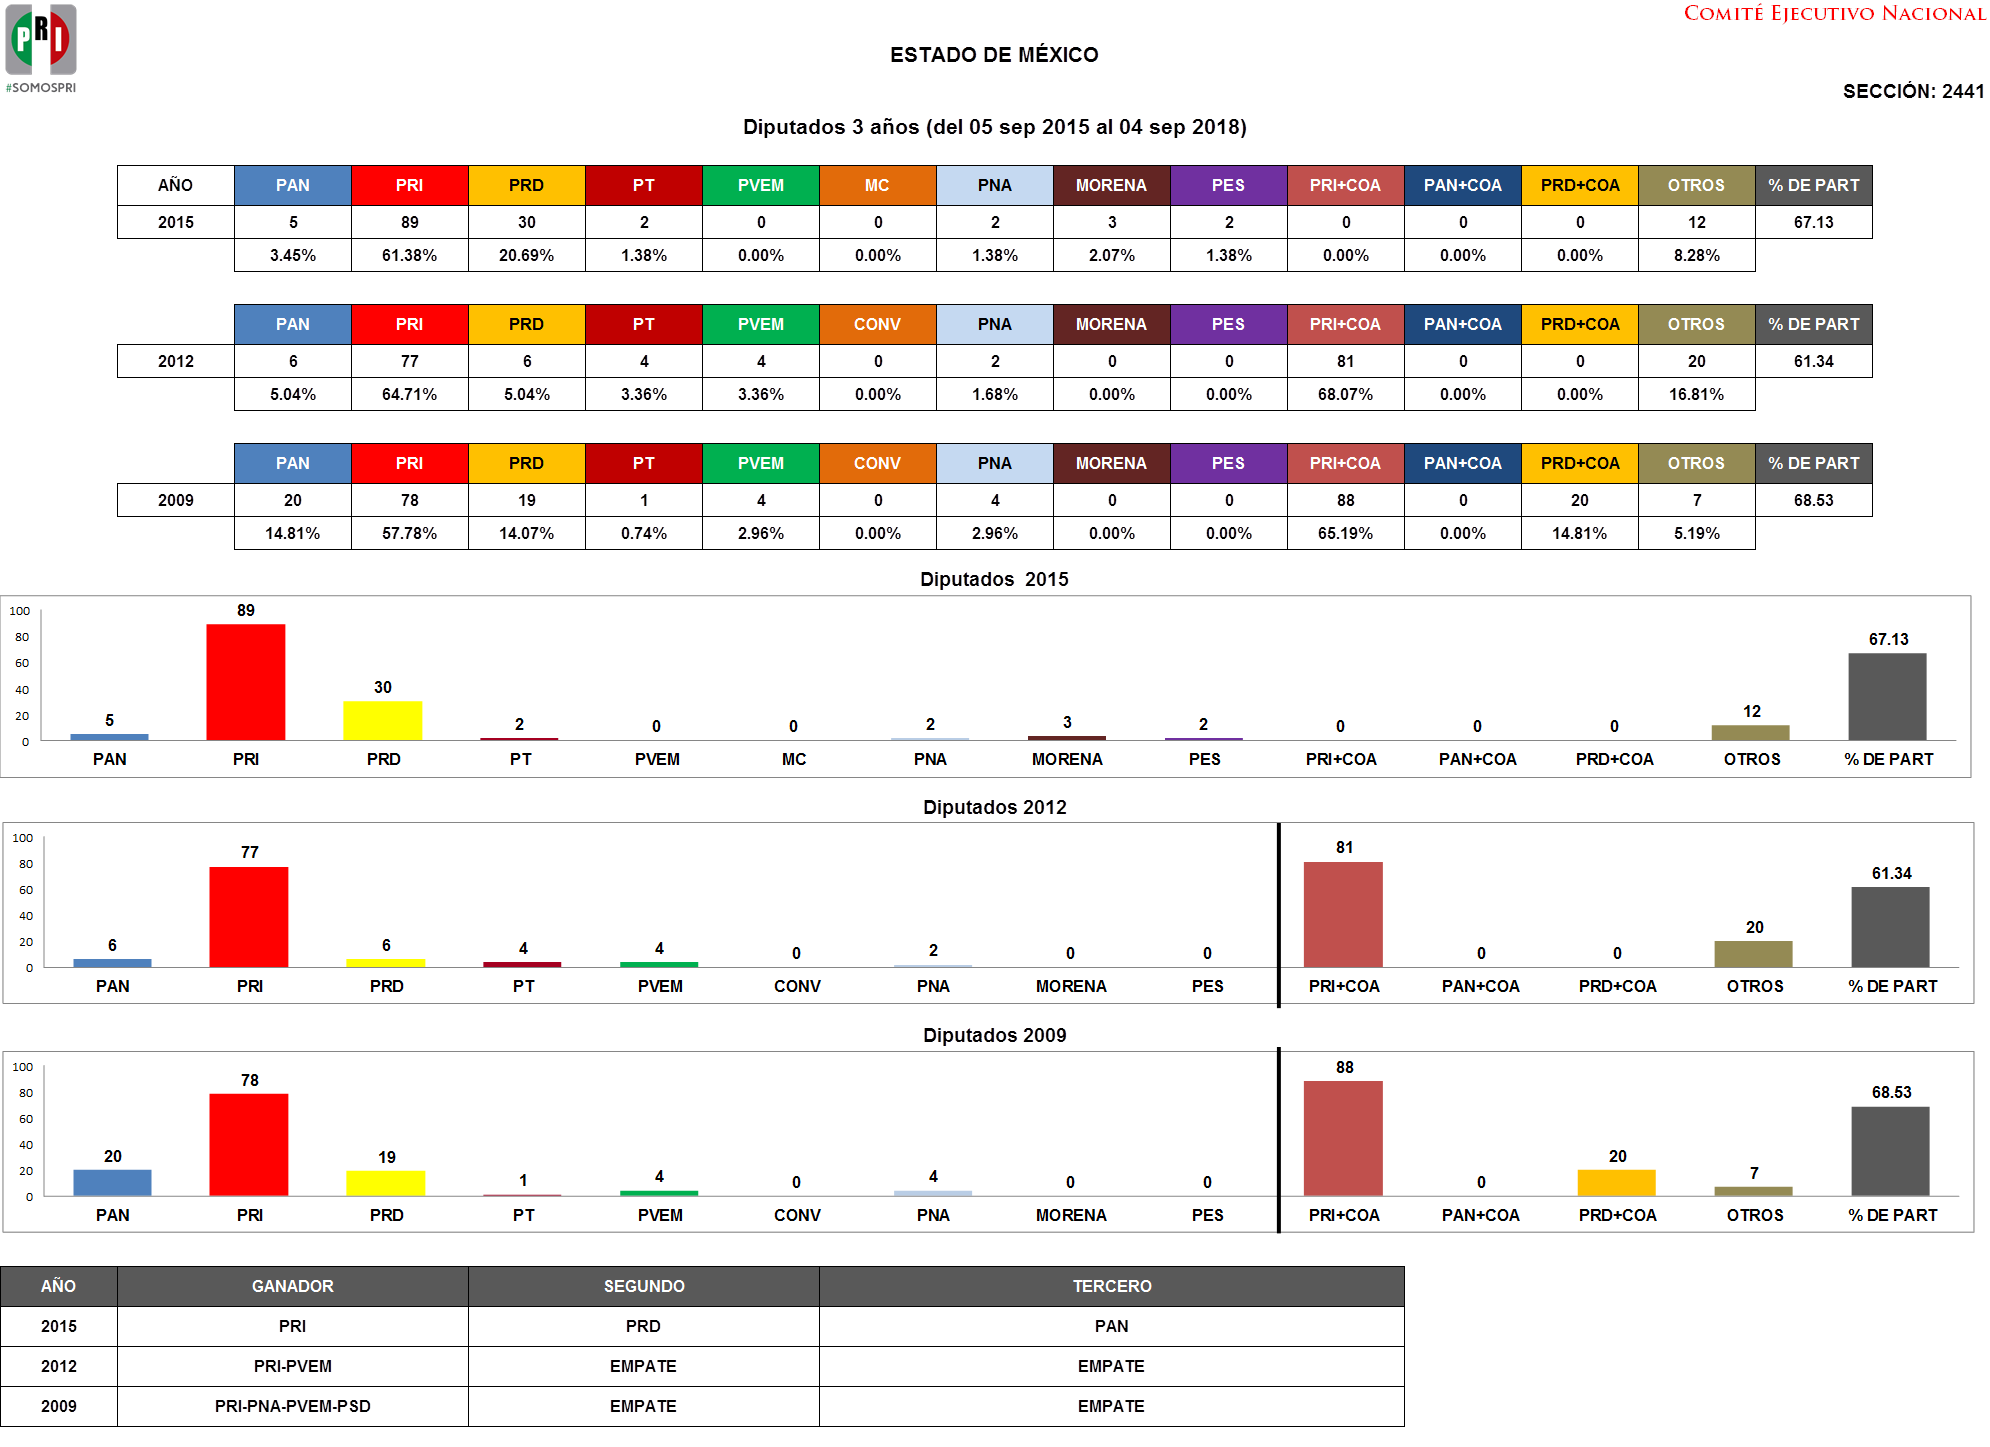 PRI
#SOMOSPRI
COMITÉ EJECUTIVO NACIONAL
ESTADO DE MÉXICO
SECCIÓN: 2441
Diputados 3 años (del 05 sep 2015 al 04 sep 2018)
AÑO PAN PRI PRD PT PVEM MC PNA MORENA PES PRI+COA PAN+COA PRD+COA OTROS % DE PART
2015 5 89 30 2 0 0 2 3 2 0 0 0 12 67.13
3.45% 61.38% 20.69% 1.38% 0.00% 0.00% 1.38% 2.07% 1.38% 0.00% 0.00% 0.00% 8.28%
PAN PRI PRD PT PVEM CONV PNA MORENA PES PRI+COA PAN+COA PRD+COA OTROS % DE PART
2012 6 77 6 4 4 0 2 0 0 81 0 0 20 61.34
5.04% 64.71% 5.04% 3.36% 3.36% 0.00% 1.68% 0.00% 0.00% 68.07% 0.00% 0.00% 16.81%
PAN PRI PRD PT PVEM CONV PNA MORENA PES PRI+COA PAN+COA PRD+COA OTROS % DE PART
2009 20 78 19 1 4 0 4 0 0 88 0 20 7 68.53
14.81% 57.78% 14.07% 0.74% 2.96% 0.00% 2.96% 0.00% 0.00% 65.19% 0.00% 14.81% 5.19%
Diputados 2015
100
80
60
40
20
0
5 89 30 2 0 0 2 3 2 0 0 0 12 67.13
PAN PRI PRD PT PVEM MC PNA MORENA PES PRI+COA PAN+COA PRD+COA OTROS % DE PART
Diputados 2012
100
80
60
40
20
0
6 77 6 4 4 0 2 0 0 81 0 0 20 61.34
PAN PRI PRD PT PVEM CONV PNA MORENA PES PRI+COA PAN+COA PRD+COA OTROS % DE PART
Diputados 2009
100
80
60
40
20
0
20 78 19 1 4 0 4 0 0 88 0 20 7 68.53
PAN PRI PRD PT PVEM CONV PNA MORENA PES PRI+COA PAN+COA PRD+COA OTROS % DE PART
AÑO GANADOR SEGUNDO TERCERO
2015 PRI PRD PAN
2012 PRI-PVEM EMPATE EMPATE
2009 PRI-PNA-PVEM-PSD EMPATE EMPATE